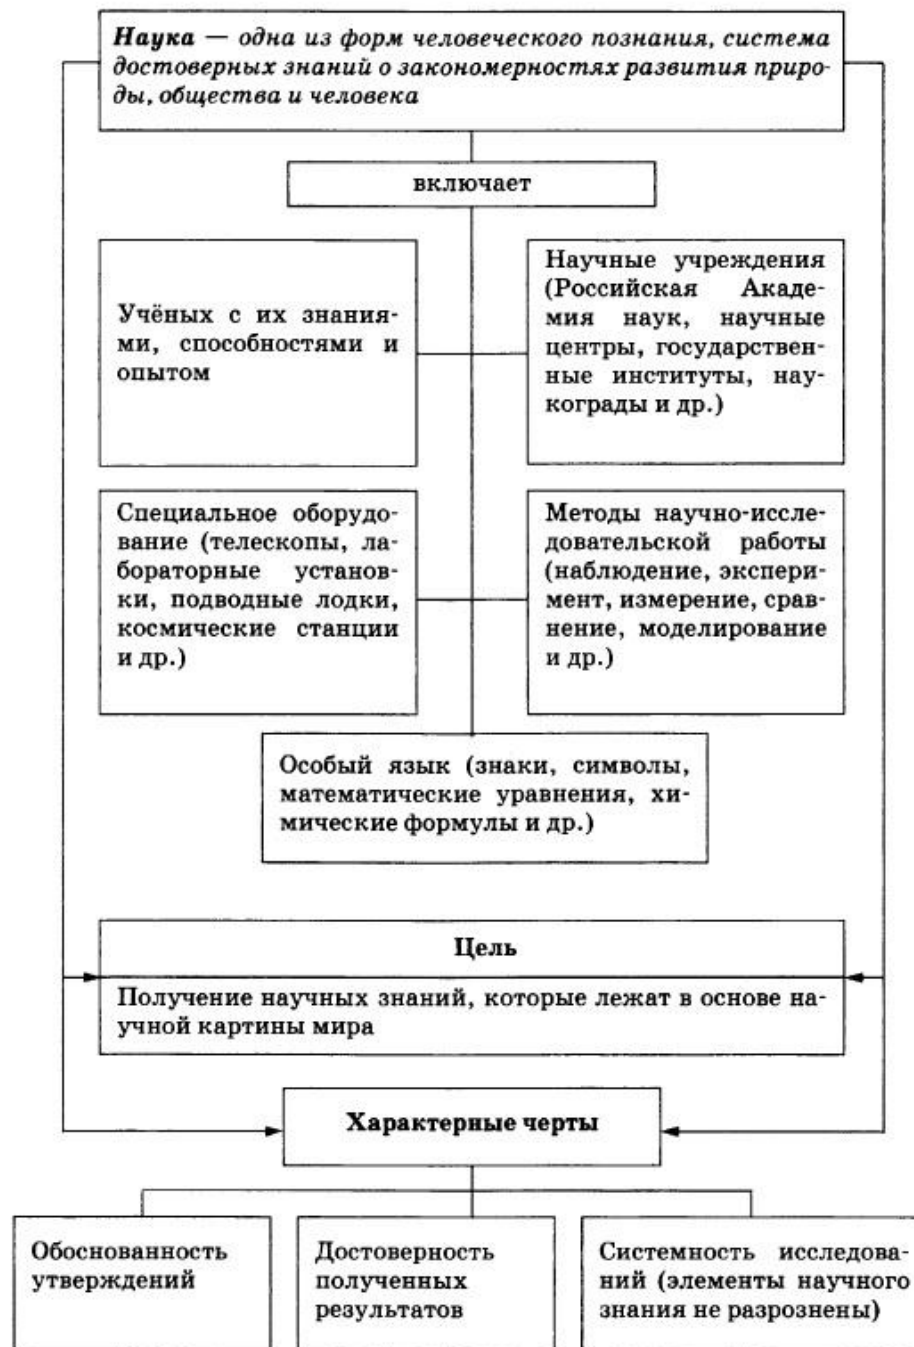 Наука — одна из форм человеческого познания, система
достоверных знаний о закономерностях развития приро-
ды, общества и человека
включает
Учёных с их знания-
ми, способностями и
опытом
Научные учреждения
(Российская Акаде-
мия наук, научные
центры, государствен-
ные институты, нау-
кограды и др.)
Специальное оборудо-
вание (телескопы, ла-
бораторные установ-
ки, подводные лодки,
космические станции
и др.)
Методы научно-иссле-
довательской работы
(наблюдение, экспери-
мент, измерение, срав-
нение, моделирование
и др.)
Особый язык (знаки, символы,
математические уравнения, хи-
мические формулы и др.)
Цель
Получение научных знаний, которые лежат в основе на-
учной картины мира
Характерные черты
Обоснованность
утверждений
Достоверность
полученных
результатов
Системность исследова-
ний (элементы научного
знания не разрознены)